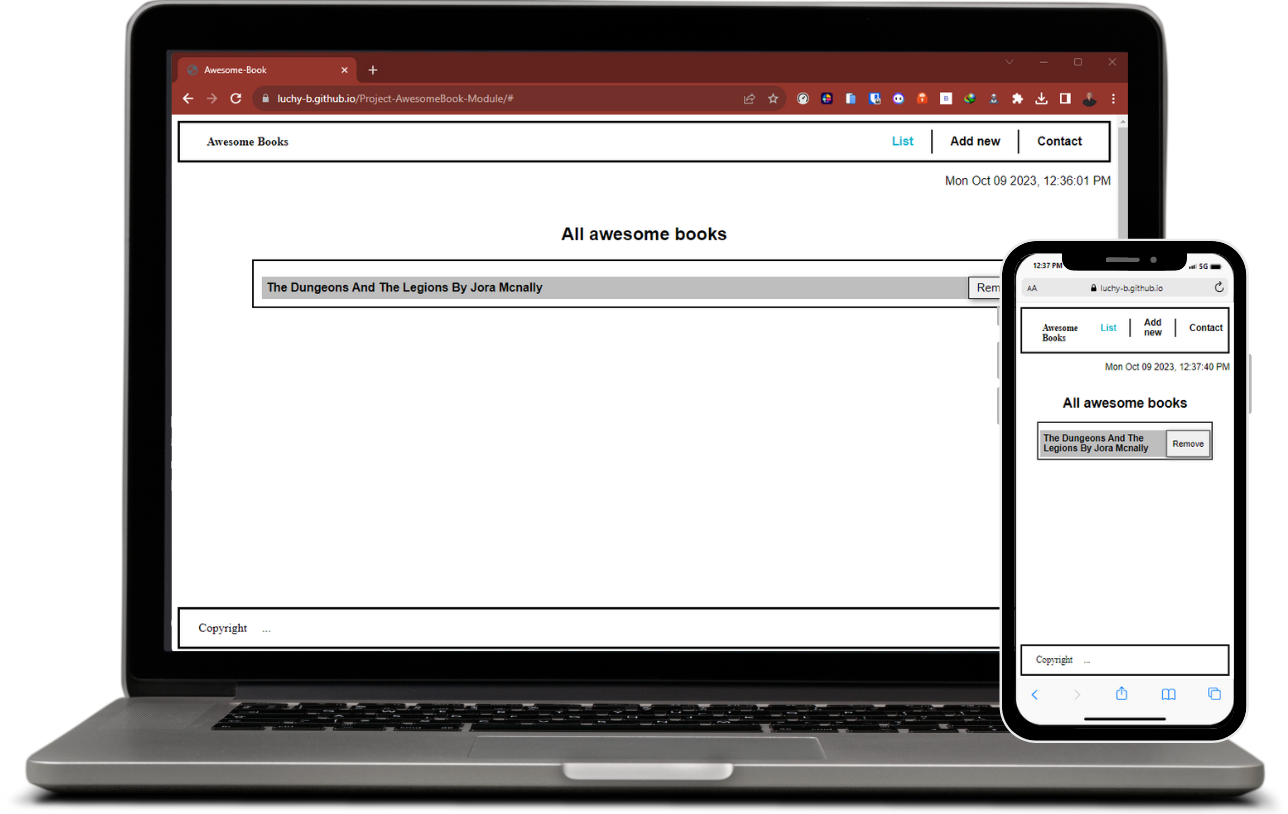 Awesome-Book
luchy-b.github.io/Project-AwesomeBook-Module/#
Awesome Books
List
Add new
Contact
Mon Oct 09 2023, 12:36:01 PM
All awesome books
The Dungeons And The Legions By Jora Mcnally
Rem
Copyright ...
12:37 PM
5G
AA
luchy-b.github.io
Awesome
Books
List
Add
new
Contact
Mon Oct 09 2023, 12:37:40 PM
All awesome books
The Dungeons And The
Legions By Jora Mcnally
Remove
Copyright ...